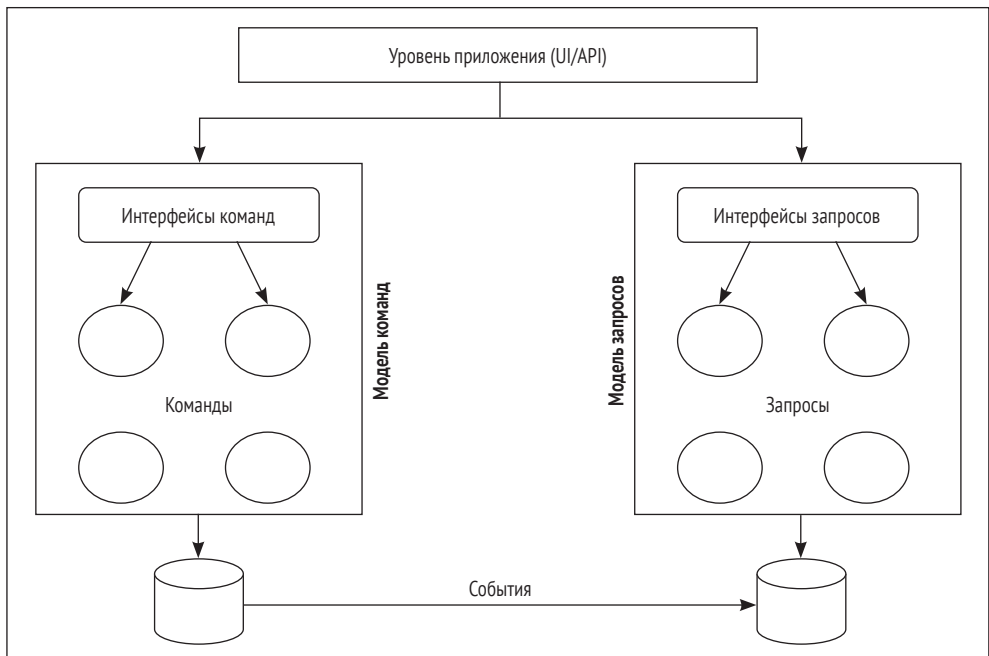 Уровень приложения (UI/API)
Интерфейсы команд
Команды
Модель команд
Интерфейсы запросов
Запросы
Модель запросов
События